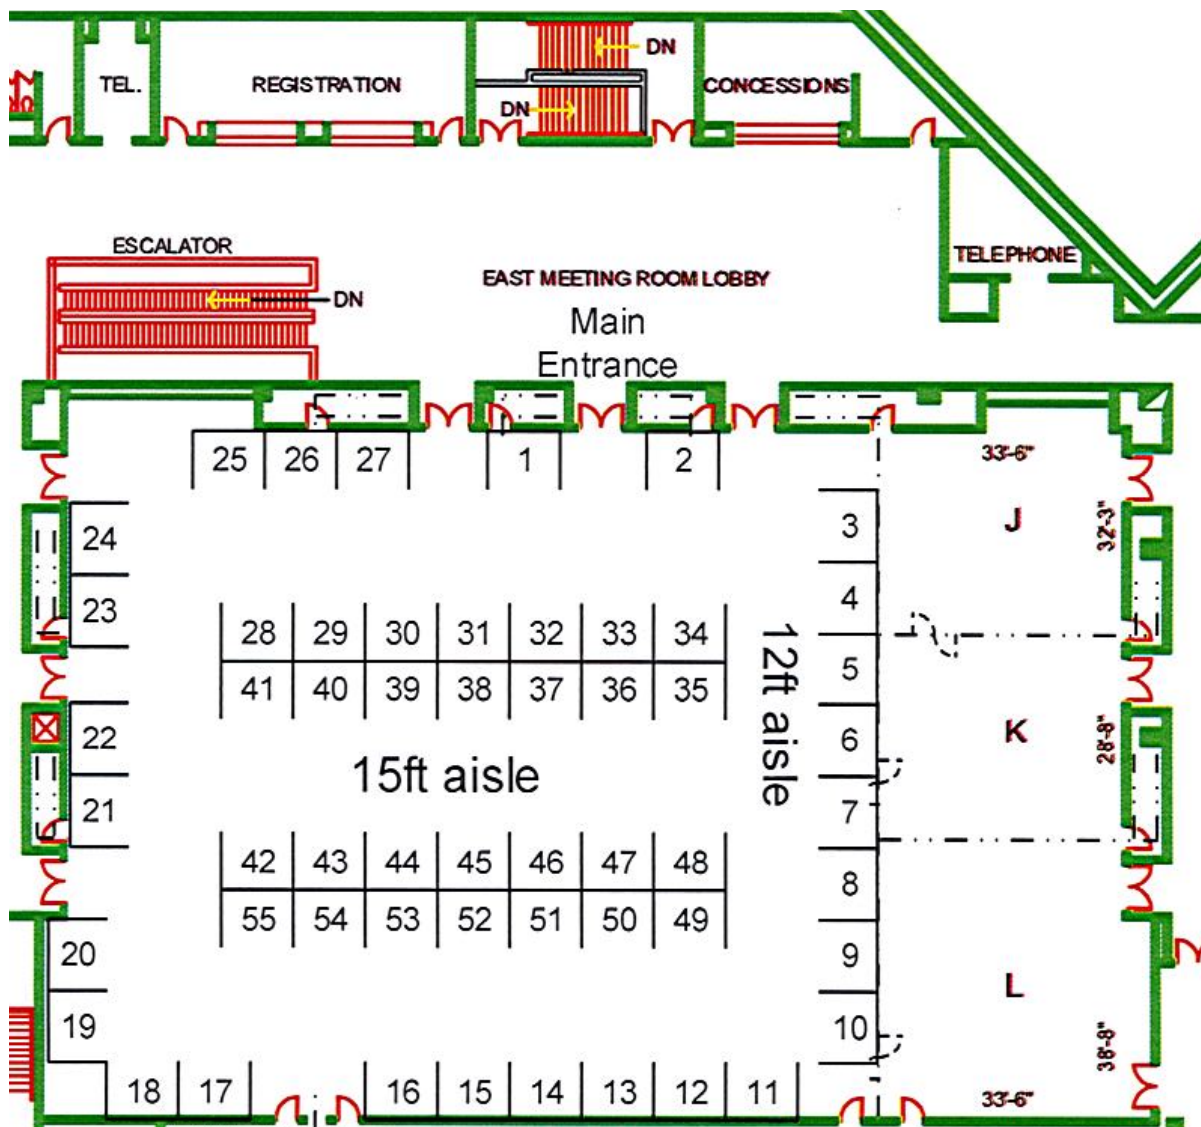 DN
TEL.
REGISTRATION
CONCESSIONS
DN
ESCALATOR
TELEPHONE
EAST MEETING ROOM LOBBY
DN
Main
Entrance
25 26 27 1 2
33'-6"
3
J
32'-3"
24
4
23
28 29 30 31 32 33 34
12ft aisle
5
41 40 39 38 37 36 35
22
6
K
28'-8"
15ft aisle
21
7
42 43 44 45 46 47 48
8
55 54 53 52 51 50 49
20
9
L
19
10
38'-8"
18 17 16 15 14 13 12 11
33'-6"